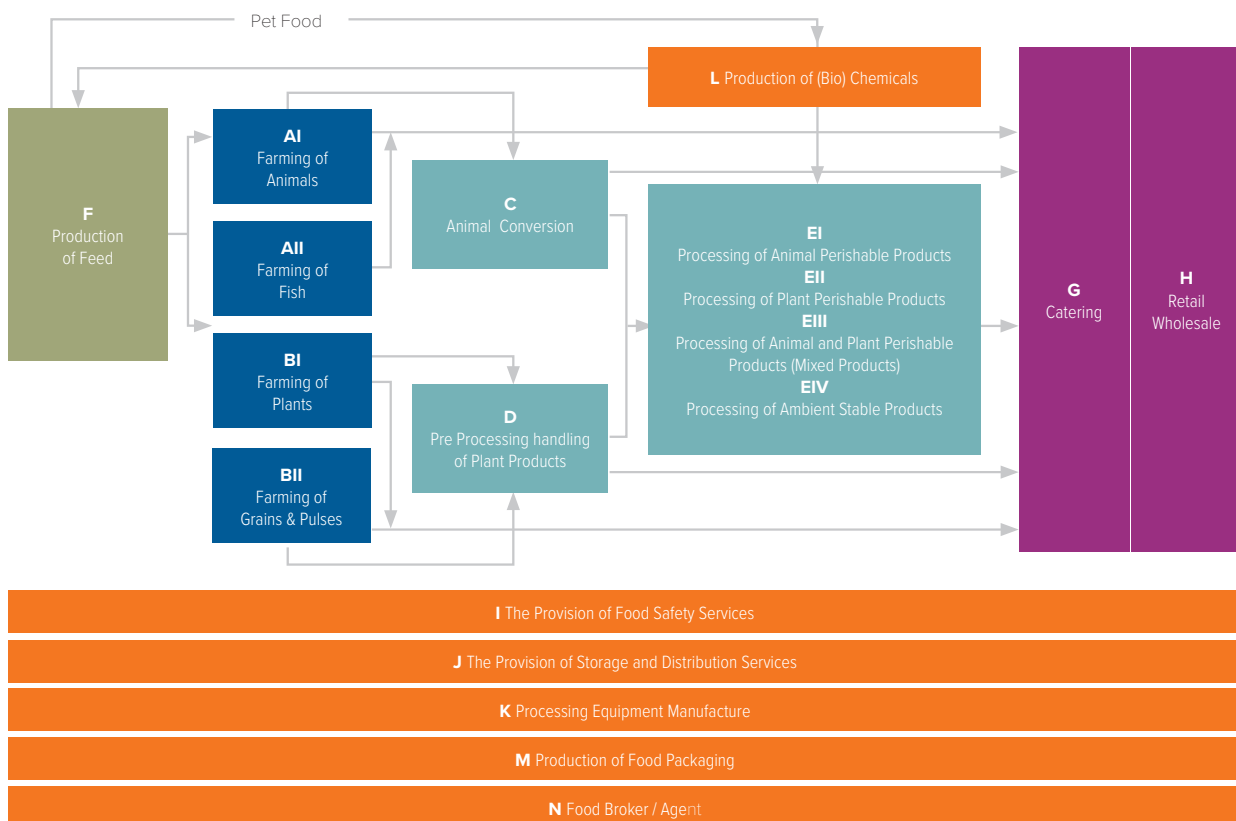 Pet Food
L Production of (Bio) Chemicals
F
Production
of Feed
AI
Farming of
Animals
AII
Farming of
Fish
BI
Farming of
Plants
BII
Farming of
Grains & Pulses
C
Animal Conversion
D
Pre Processing handling
of Plant Products
EI
Processing of Animal Perishable Products
EII
Processing of Plant Perishable Products
EIII
Processing of Animal and Plant Perishable
Products (Mixed Products)
EIV
Processing of Ambient Stable Products
G
Catering
H
Retail
Wholesale
I The Provision of Food Safety Services
J The Provision of Storage and Distribution Services
K Processing Equipment Manufacture
M Production of Food Packaging
N Food Broker / Agent